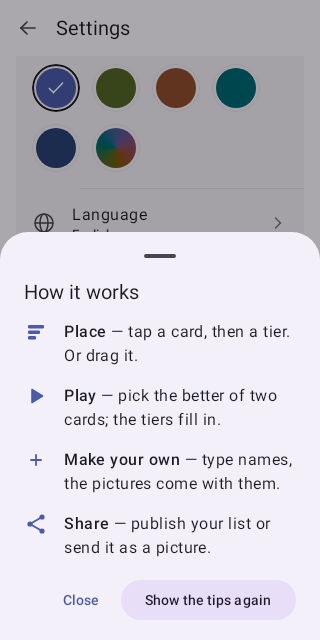 Settings
Language
English
How it works
Place — tap a card, then a tier.
Or drag it.
Play — pick the better of two
cards; the tiers fill in.
Make your own — type names,
the pictures come with them.
Share — publish your list or
send it as a picture.
Close
Show the tips again